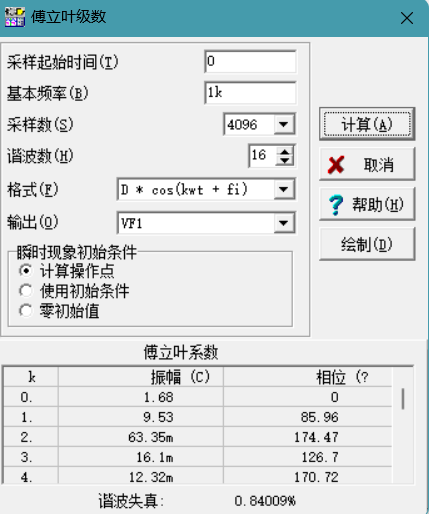 傅立叶级数
采样起始时间(T) 0
基本频率(B) 1k
采样数(S) 4096
计算(A)
谐波数(H) 16
取消
格式(F) D * cos(kwt + fi)
帮助(H)
输出(O) VF1
绘制(D)
瞬时现象初始条件
计算操作点
使用初始条件
零初始值
傅立叶系数
k 振幅 (C) 相位 (?
0. 1.68 0
1. 9.53 85.96
2. 63.35m 174.47
3. 16.1m 126.7
4. 12.32m 170.72
谐波失真: 0.84009%